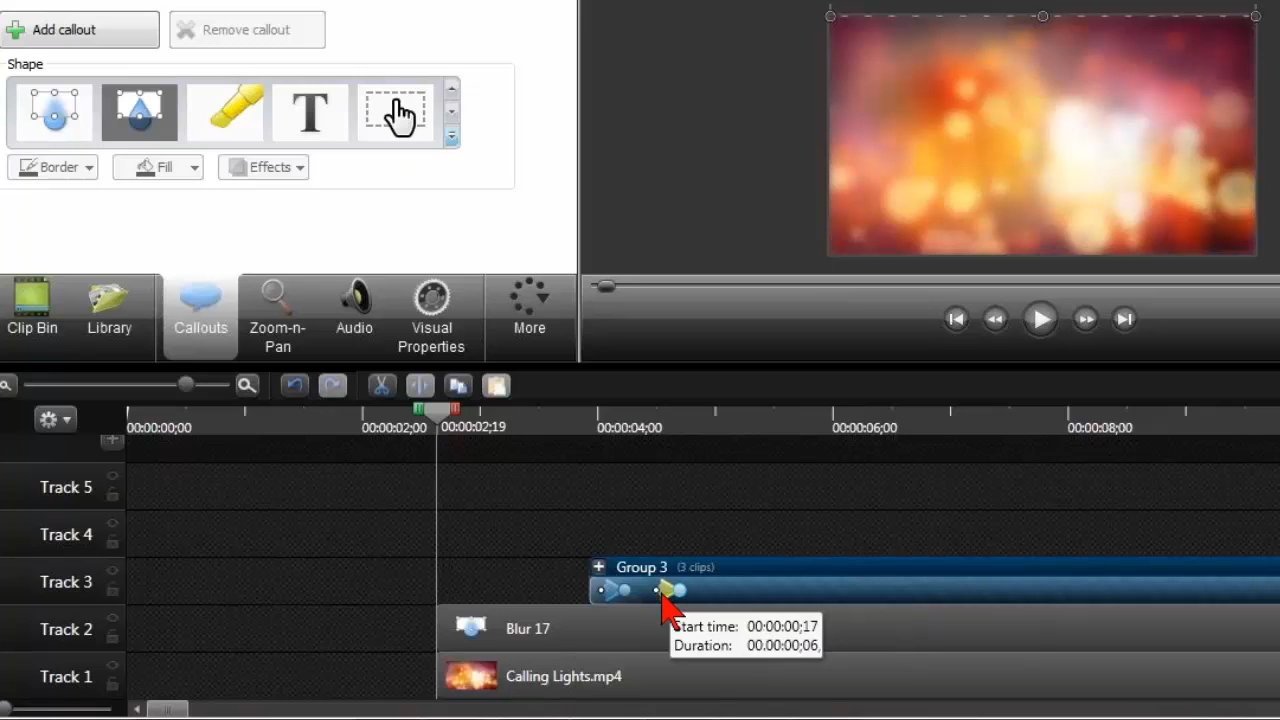 Add callout
Remove callout
Shape
T
Border
Fill
Effects
Clip Bin
Library
Callouts
Zoom-n-
Pan
Audio
Visual
Properties
More
00:00:00;00
00:00:02;00
00:00:02;19
00:00:04;00
00:00:06;00
00:00:08;00
Track 5
Track 4
Track 3
Group 3 (3 clips)
Start time: 00:00:00;17
Duration: 00:00:00;06,
Track 2
Blur 17
Track 1
Calling Lights.mp4